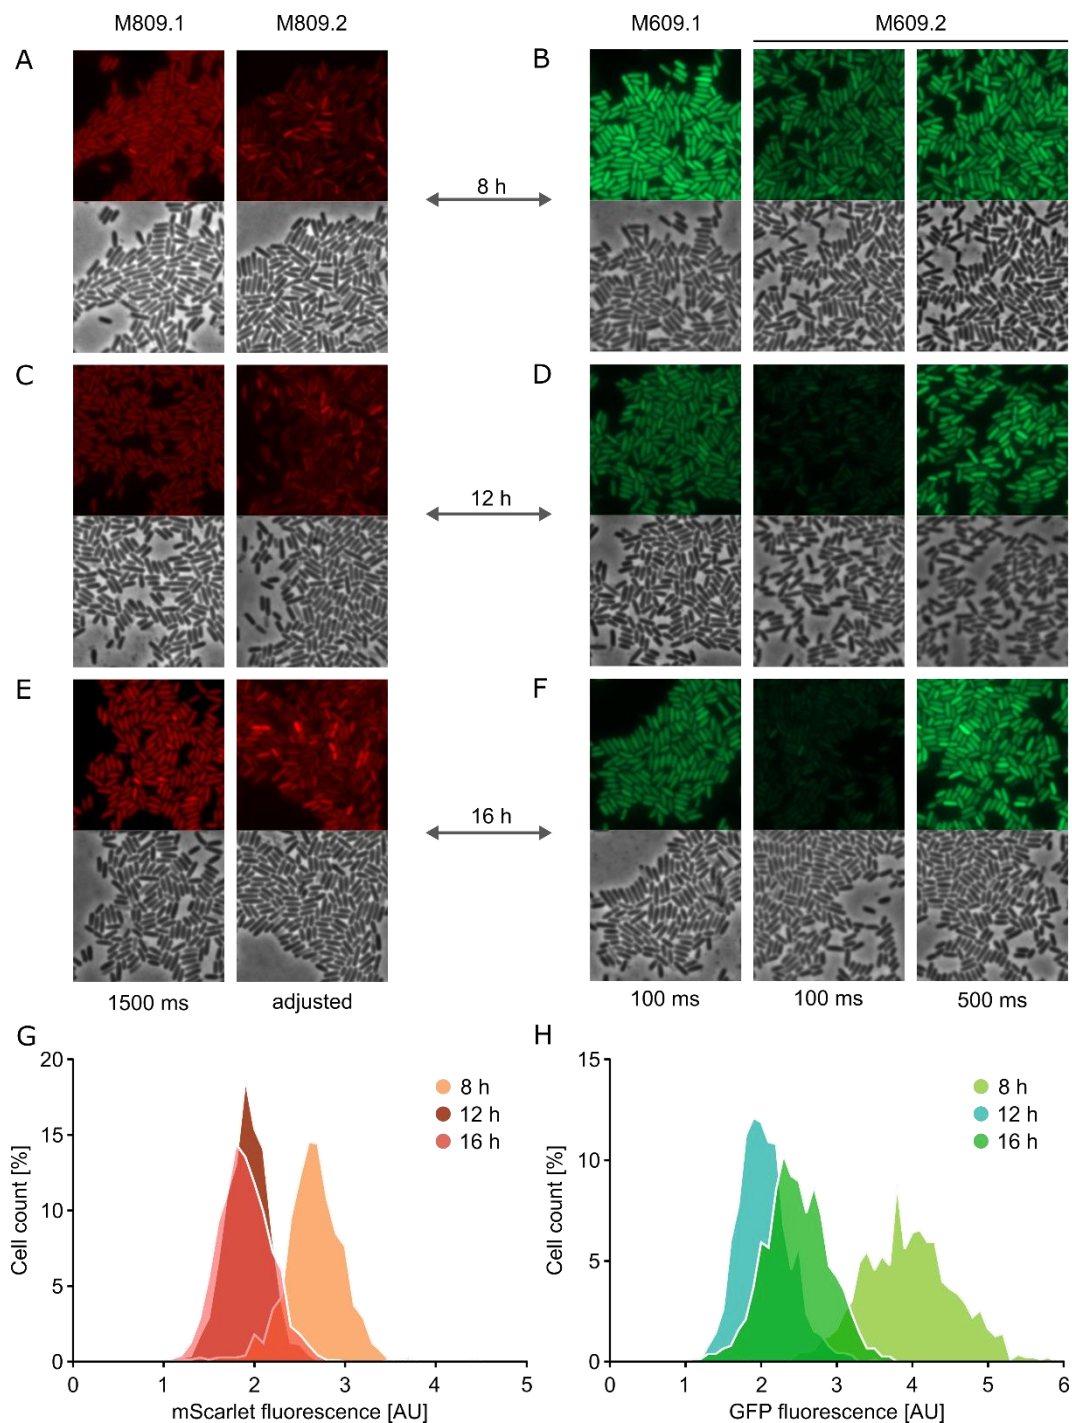 M809.1 M809.2 M609.1 M609.2
A B
8 h
C D
12 h
E F
16 h
1500 ms adjusted 100 ms 100 ms 500 ms
G H
20 15
8 h 8 h
12 h 12 h
16 h 16 h
15
10
10
5
5
0 0
Cell count [%] Cell count [%]
0 1 2 3 4 5 0 1 2 3 4 5 6
mScarlet fluorescence [AU] GFP fluorescence [AU]